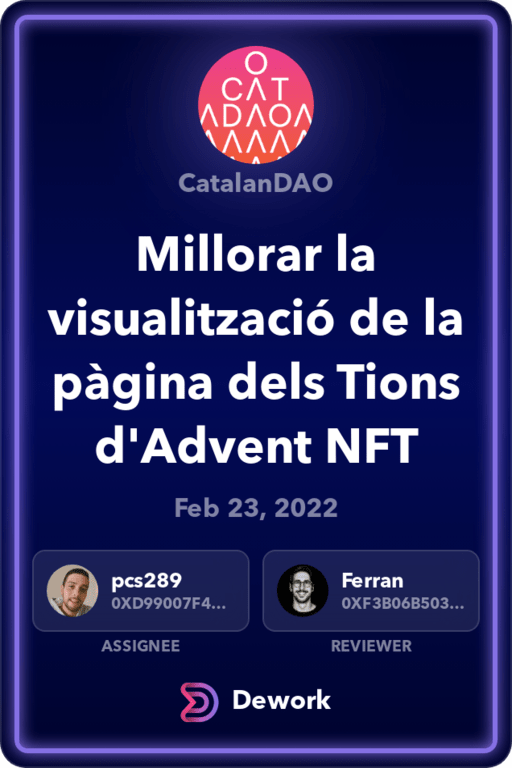 O
CAT
ADAOA
AAAAA
CatalanDAO
Millorar la
visualització de la
pàgina dels Tions
d'Advent NFT
Feb 23, 2022
pcs289
0XD99007F4...
Ferran
0XF3B06B503...
ASSIGNEE
REVIEWER
Dework